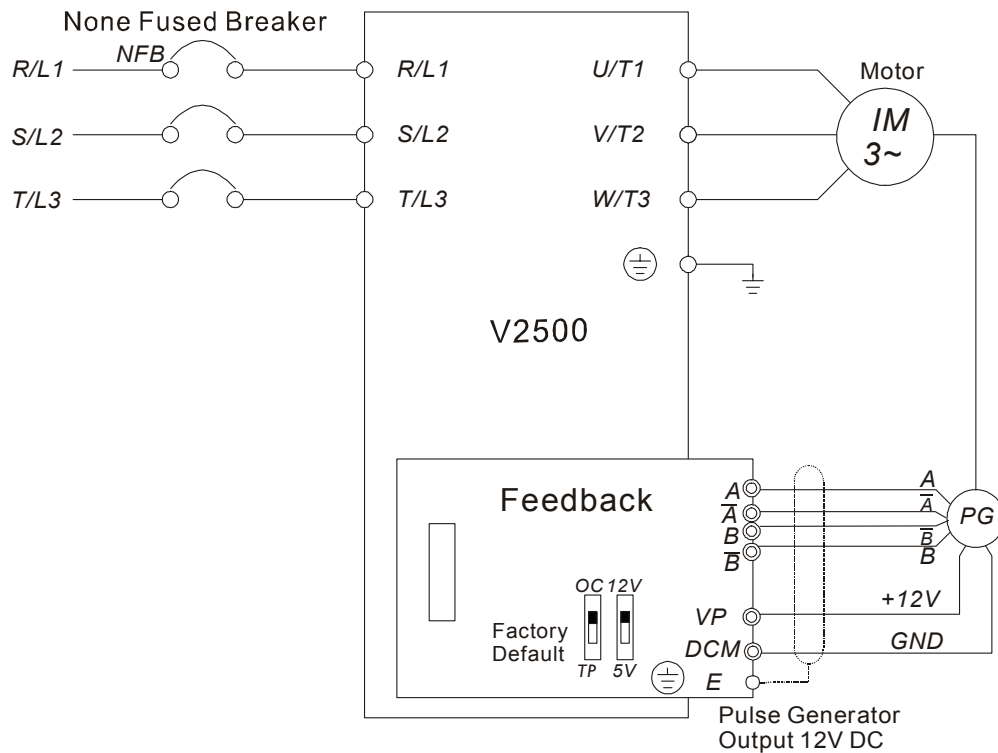 None Fused Breaker
NFB
R/L1
R/L1
U/T1
Motor
IM
3~
S/L2
S/L2
V/T2
T/L3
T/L3
W/T3
V2500
Feedback
A
A̅
B
B̅
A
A̅
B̅
B
PG
OC 12V
Factory
Default
TP 5V
VP
+12V
DCM
GND
E
Pulse Generator
Output 12V DC